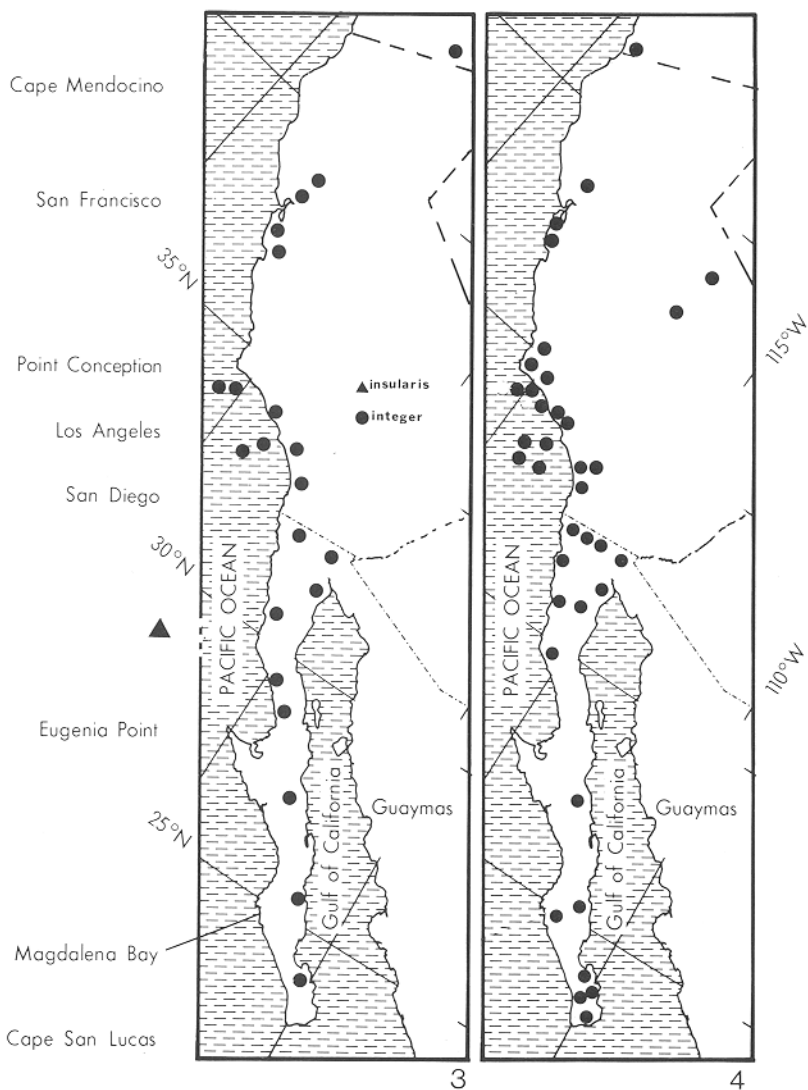 Cape Mendocino
San Francisco
35°N
Point Conception
Los Angeles
San Diego
30°N
Eugenia Point
25°N
Magdalena Bay
Cape San Lucas
PACIFIC OCEAN
insularis
integer
Gulf of California
Guaymas
3
PACIFIC OCEAN
Gulf of California
Guaymas
115°W
110°W
4